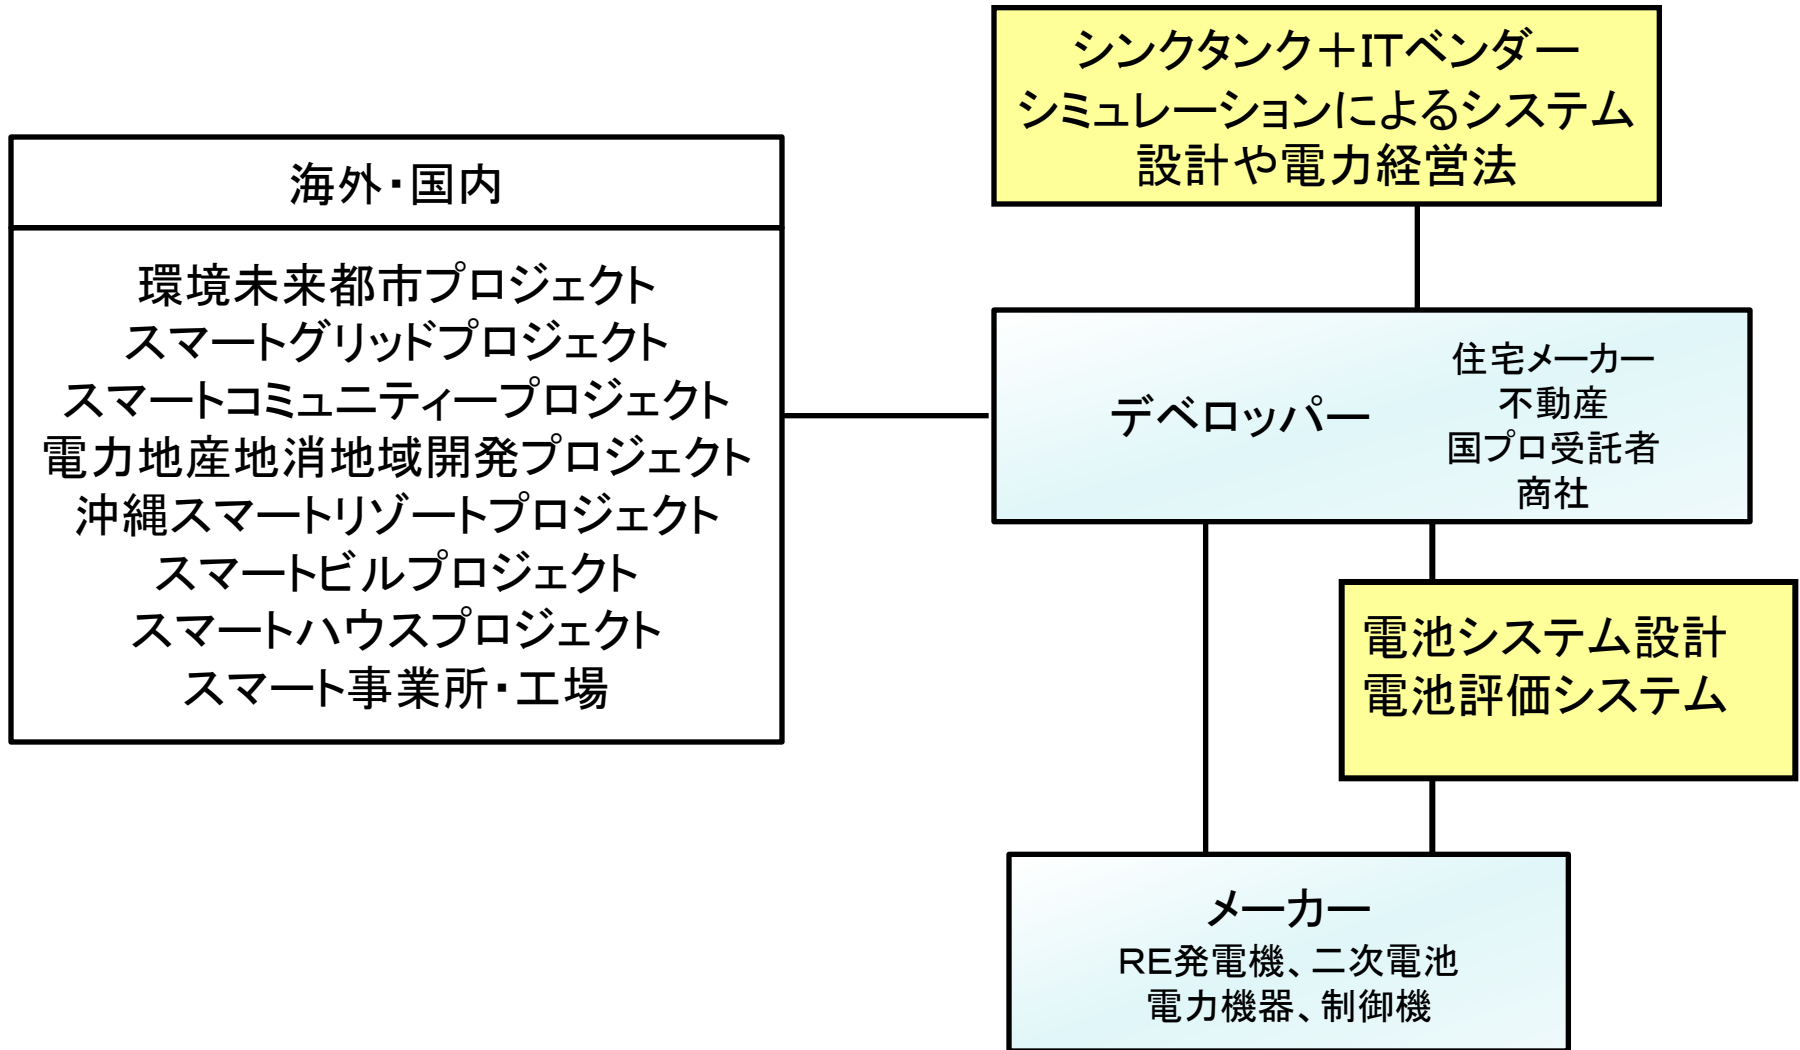 シンクタンク＋ITベンダー
シミュレーションによるシステム
設計や電力経営法
海外・国内
環境未来都市プロジェクト
スマートグリッドプロジェクト
スマートコミュニティープロジェクト
電力地産地消地域開発プロジェクト
沖縄スマートリゾートプロジェクト
スマートビルプロジェクト
スマートハウスプロジェクト
スマート事業所・工場
デベロッパー
住宅メーカー
不動産
国プロ受託者
商社
電池システム設計
電池評価システム
メーカー
RE発電機、二次電池
電力機器、制御機